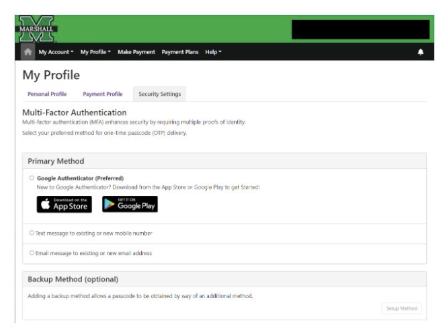 MARSHALL
My Account My Profile Make Payment Payment Plans Help
My Profile
Personal Profile Payment Profile Security Settings
Multi-Factor Authentication
Multi-factor authentication (MFA) enhances security by requiring multiple proofs of identity.
Select your preferred method for one-time passcode (OTP) delivery.
Primary Method
Google Authenticator (Preferred)
New to Google Authenticator? Download from the App Store or Google Play to get Started!
Download on the App Store GET IT ON Google Play
Text message to existing or new mobile number
Email message to existing or new email address
Backup Method (optional)
Adding a backup method allows a passcode to be obtained by way of an additional method.
Setup Method